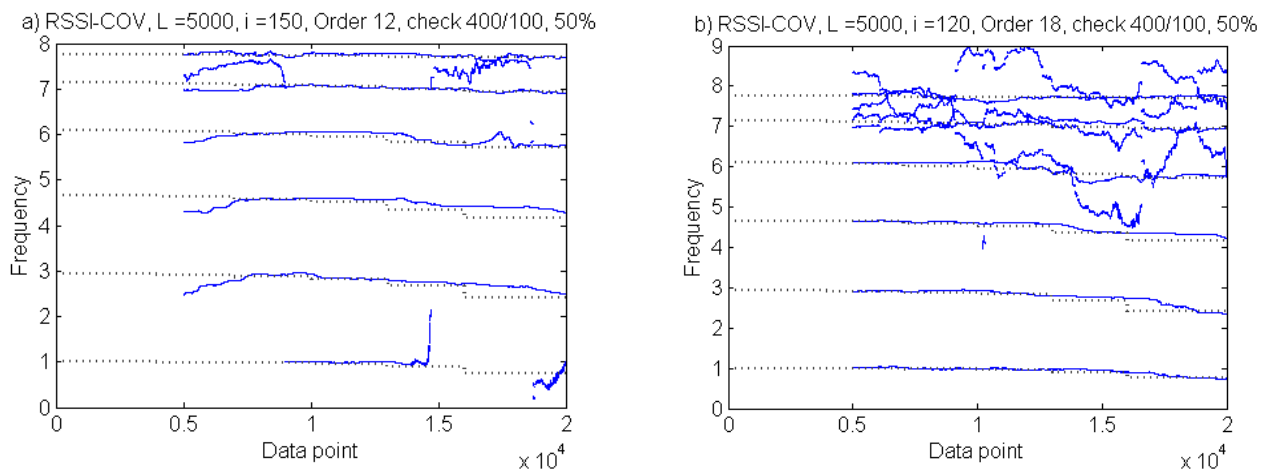 a) RSSI-COV, L =5000, i =150, Order 12, check 400/100, 50%
8
7
6
5
4
3
2
1
0
Frequency
0 0.5 1 1.5 2
Data point
x 10^4
b) RSSI-COV, L =5000, i =120, Order 18, check 400/100, 50%
9
8
7
6
5
4
3
2
1
0
Frequency
0 0.5 1 1.5 2
Data point
x 10^4